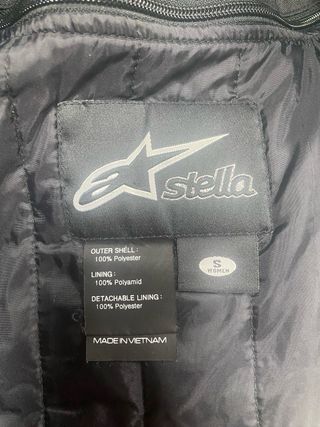 stella
OUTER SHELL:
100% Polyester
LINING:
100% Polyamid
DETACHABLE LINING:
100% Polyester
MADE IN VIETNAM
S
WOMEN